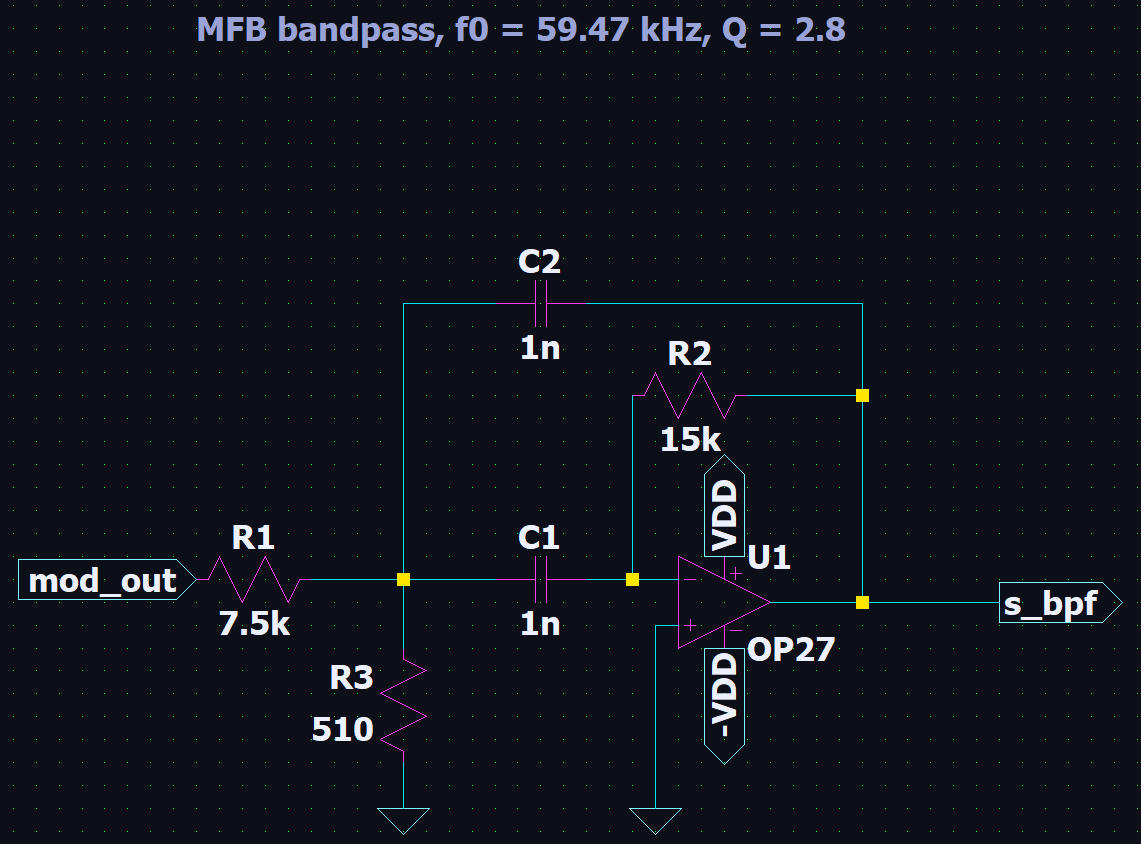 MFB bandpass, f0 = 59.47 kHz, Q = 2.8
C2
1n
R2
15k
VDD
R1
C1
U1
mod_out
7.5k
1n
s_bpf
OP27
R3
-VDD
510